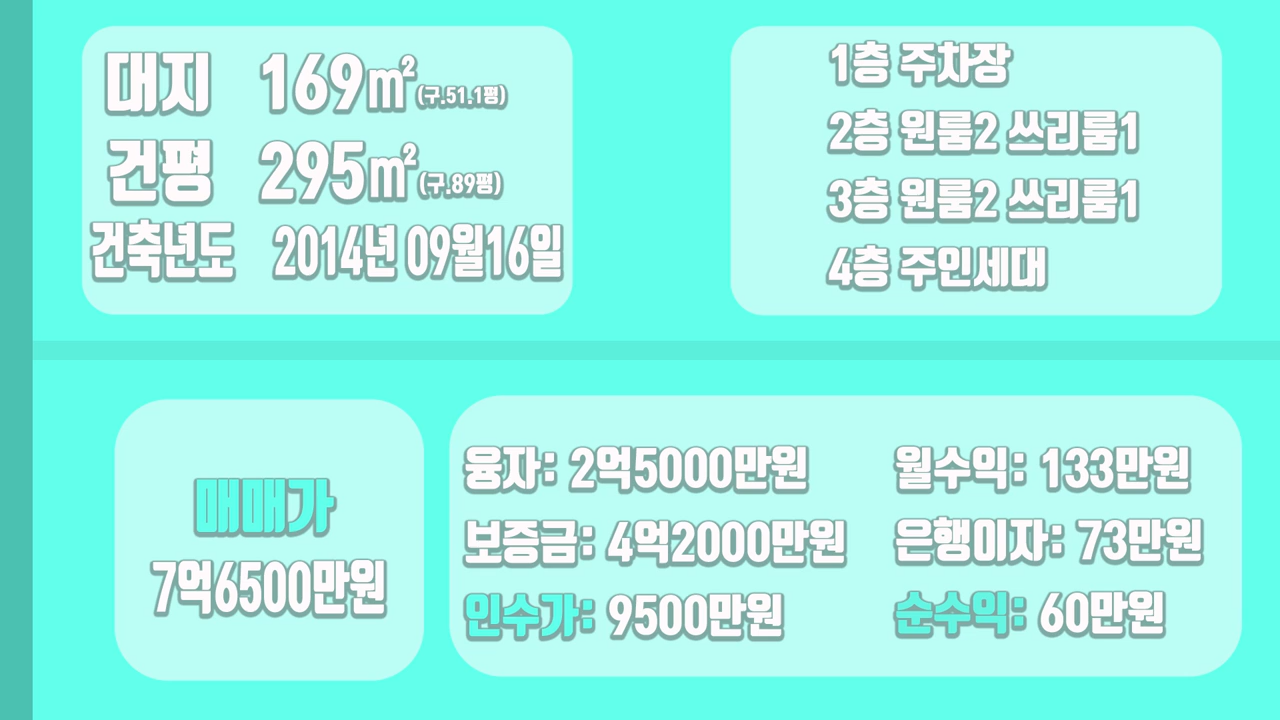 대지 169㎡(구.51.1평)
건평 295㎡(구.89평)
건축년도 2014년 09월16일
1층 주차장
2층 원룸2 쓰리룸1
3층 원룸2 쓰리룸1
4층 주인세대
매매가
7억6500만원
융자: 2억5000만원
보증금: 4억2000만원
인수가: 9500만원
월수익: 133만원
은행이자: 73만원
순수익: 60만원